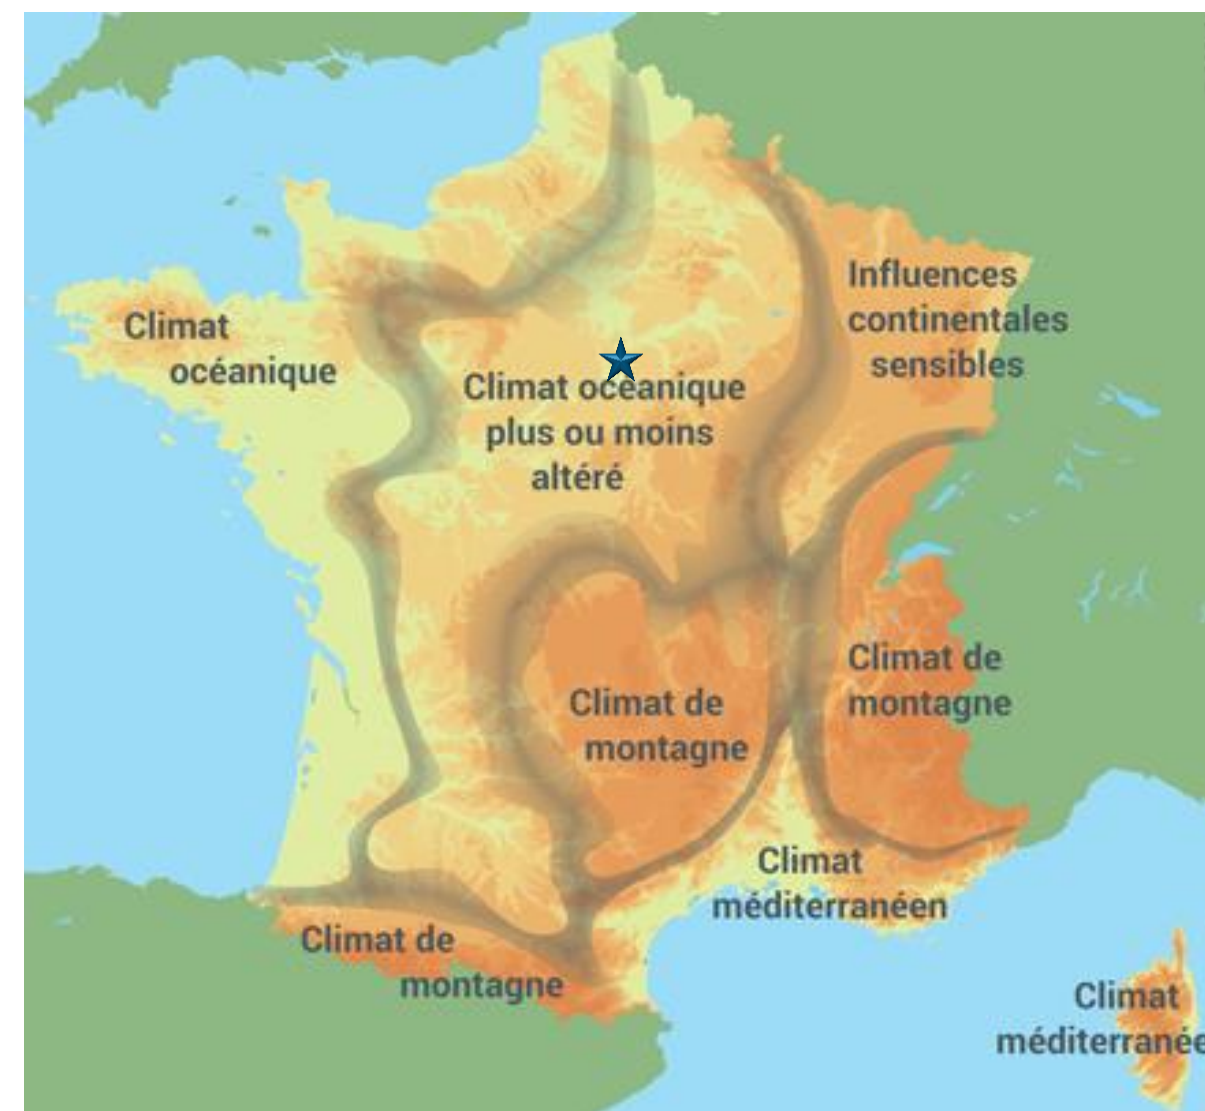 Influences
continentales
sensibles
Climat
océanique
Climat océanique
plus ou moins
altéré
Climat de
montagne
Climat de
montagne
Climat
méditerranéen
Climat de
montagne
Climat
méditerranée